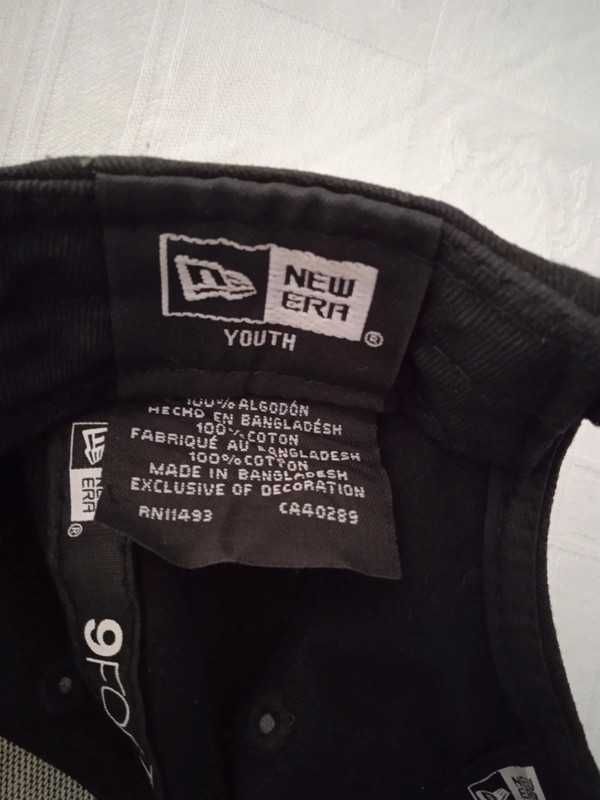 NEW
ERA
®
YOUTH
100% ALGODÓN
HECHO EN BANGLADÉSH
100% COTON
FABRIQUÉ AU BANGLADESH
100% COTTON
MADE IN BANGLADESH
EXCLUSIVE OF DECORATION
RN11493 CA40289
ERA
®